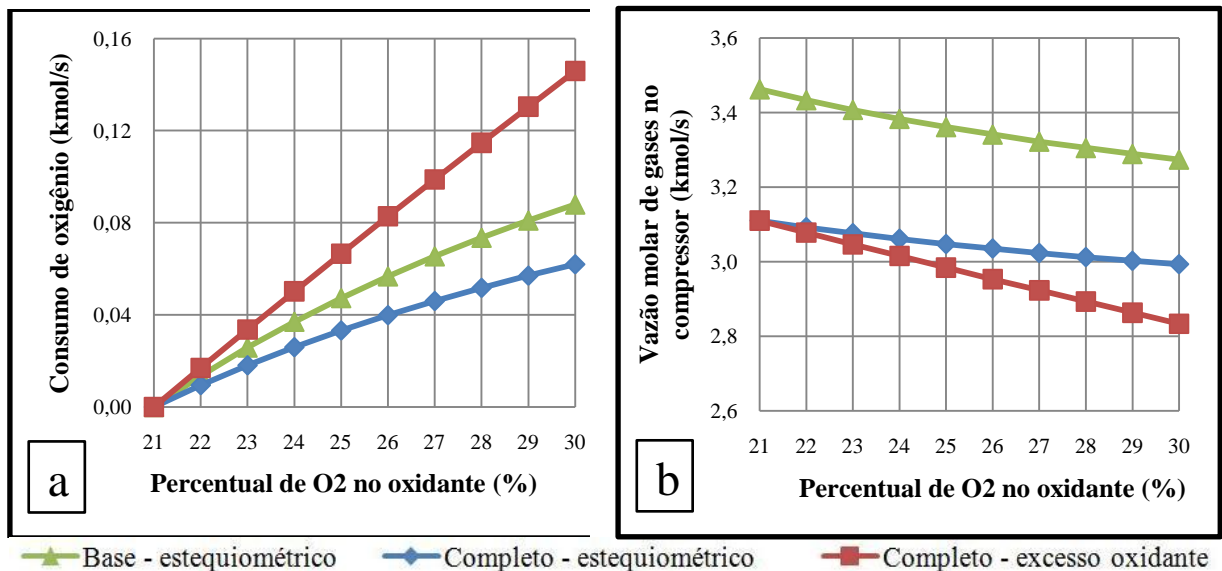 0,16
0,12
0,08
0,04
0,00
Consumo de oxigênio (kmol/s)
21 22 23 24 25 26 27 28 29 30
Percentual de O2 no oxidante (%)
a
3,6
3,4
3,2
3,0
2,8
2,6
Vazão molar de gases no
compressor (kmol/s)
21 22 23 24 25 26 27 28 29 30
Percentual de O2 no oxidante (%)
b
Base - estequiométrico Completo - estequiométrico Completo - excesso oxidante